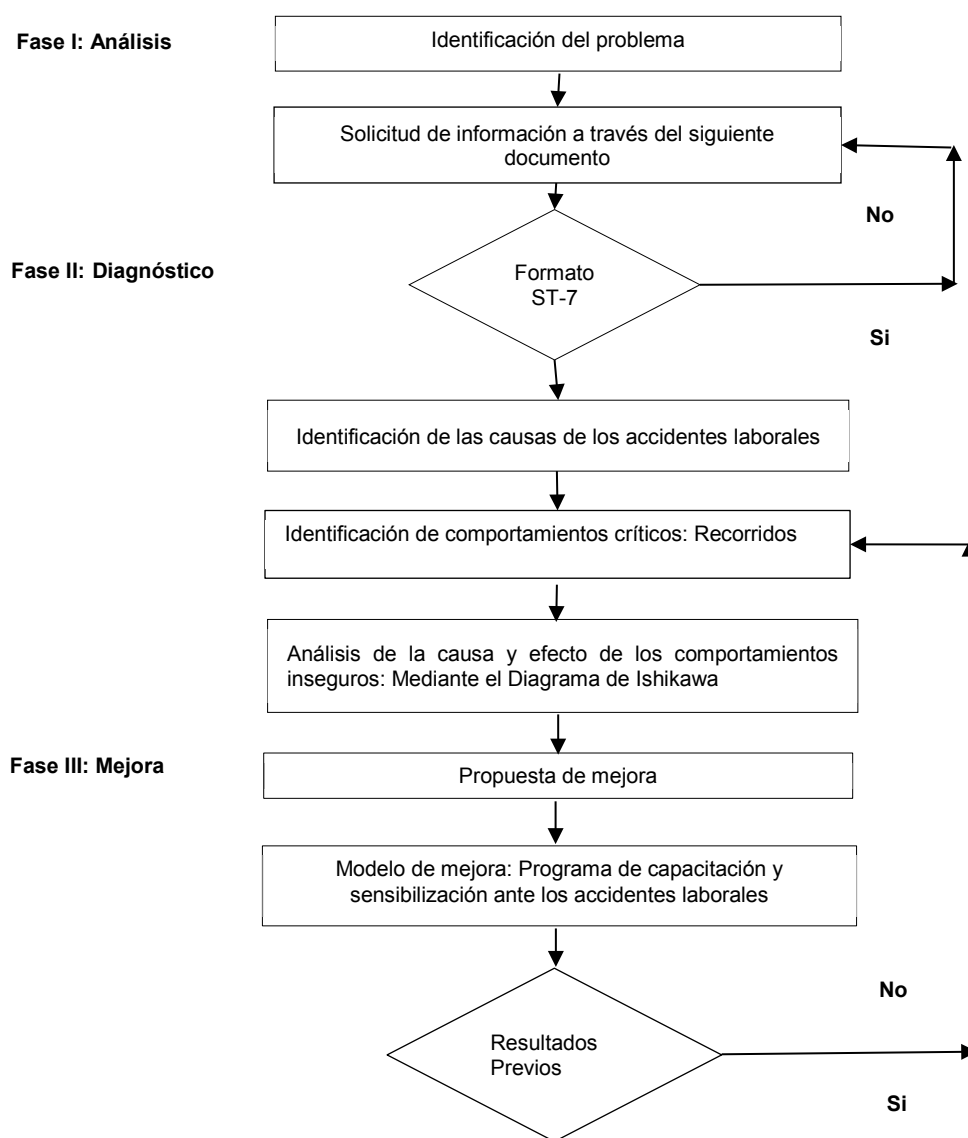 Fase I: Análisis
Identificación del problema
Solicitud de información a través del siguiente
documento
No
Fase II: Diagnóstico
Formato
ST-7
Si
Identificación de las causas de los accidentes laborales
Identificación de comportamientos críticos: Recorridos
Análisis de la causa y efecto de los comportamientos
inseguros: Mediante el Diagrama de Ishikawa
Fase III: Mejora
Propuesta de mejora
Modelo de mejora: Programa de capacitación y
sensibilización ante los accidentes laborales
No
Resultados
Previos
Si